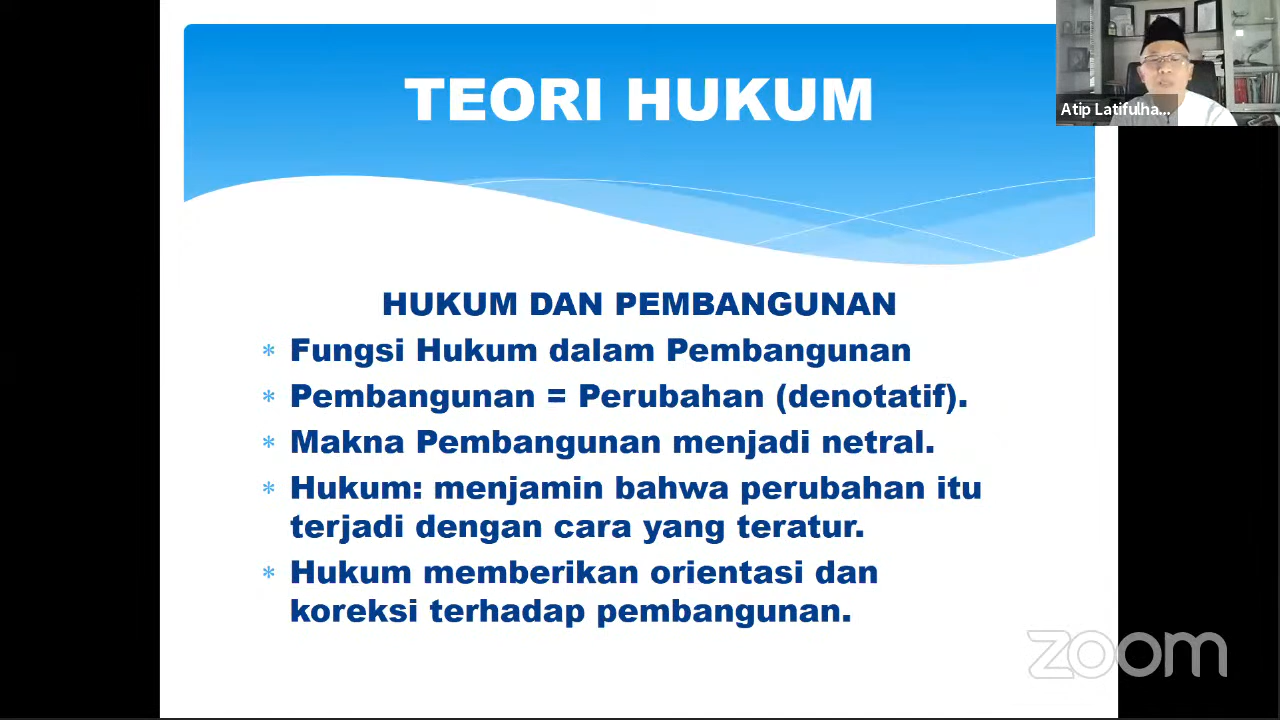 TEORI HUKUM
Atip Latifulha...
HUKUM DAN PEMBANGUNAN
* Fungsi Hukum dalam Pembangunan
* Pembangunan = Perubahan (denotatif).
* Makna Pembangunan menjadi netral.
* Hukum: menjamin bahwa perubahan itu
terjadi dengan cara yang teratur.
* Hukum memberikan orientasi dan
koreksi terhadap pembangunan.
zoom